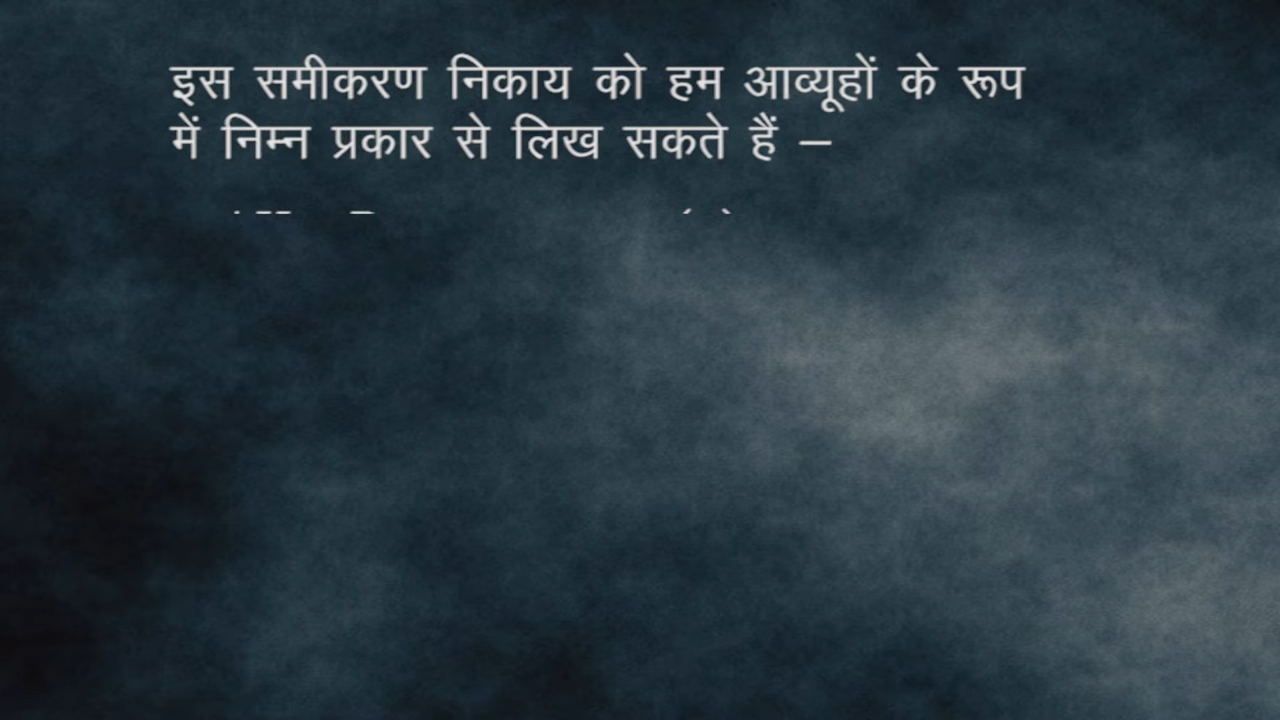 इस समीकरण निकाय को हम आव्यूहों के रूप
में निम्न प्रकार से लिख सकते हैं –